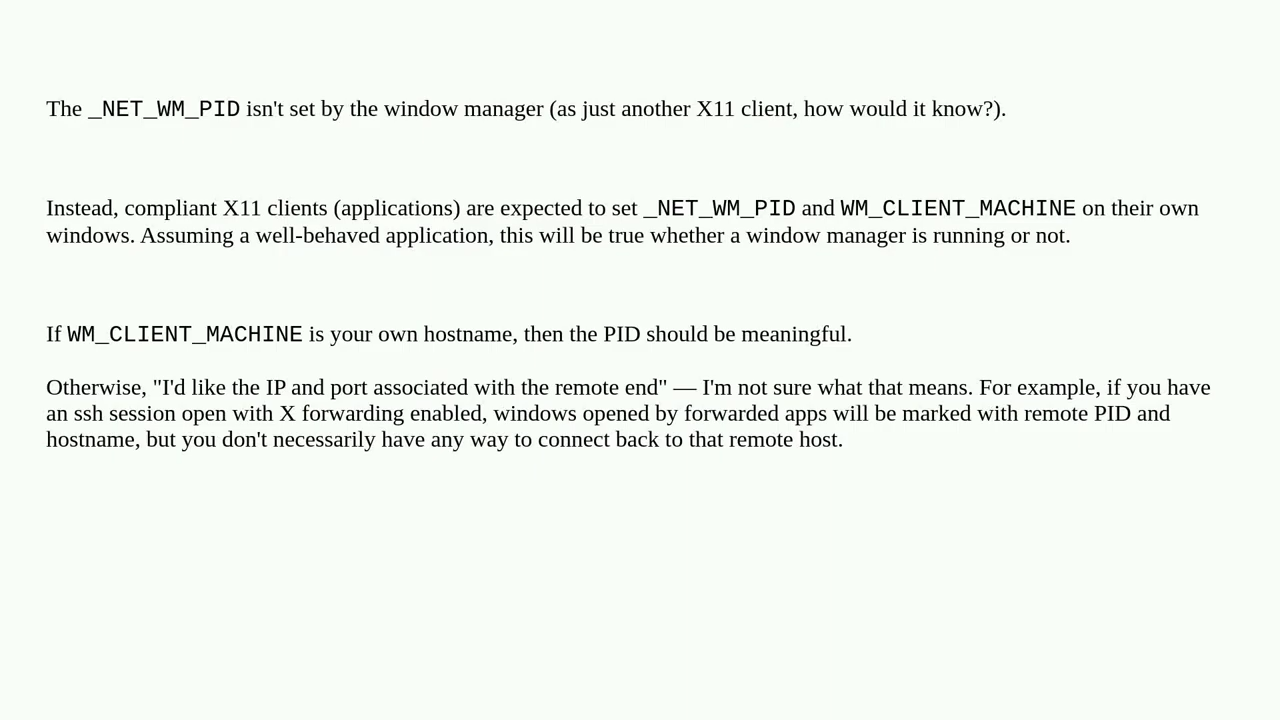 The _NET_WM_PID isn't set by the window manager (as just another X11 client, how would it know?).
Instead, compliant X11 clients (applications) are expected to set _NET_WM_PID and WM_CLIENT_MACHINE on their own
windows. Assuming a well-behaved application, this will be true whether a window manager is running or not.
If WM_CLIENT_MACHINE is your own hostname, then the PID should be meaningful.
Otherwise, "I'd like the IP and port associated with the remote end" — I'm not sure what that means. For example, if you have
an ssh session open with X forwarding enabled, windows opened by forwarded apps will be marked with remote PID and
hostname, but you don't necessarily have any way to connect back to that remote host.